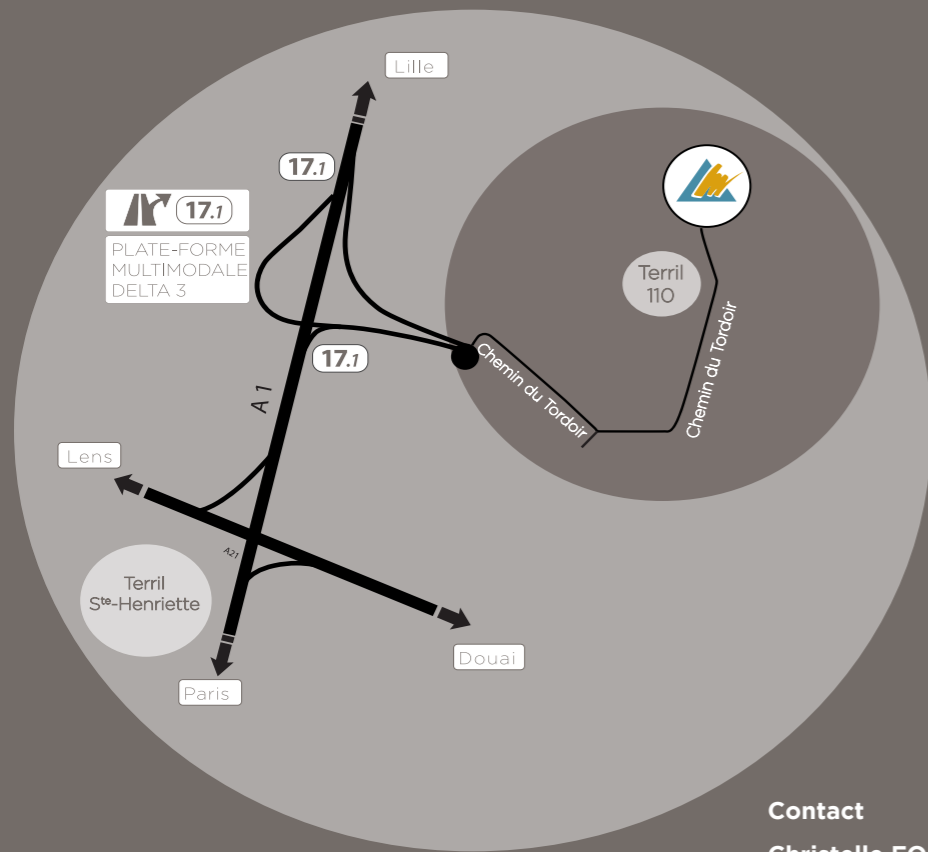 Lille
17.1
17.1
PLATE-FORME
MULTIMODALE
DELTA 3
Terril
110
17.1
Chemin du Tordoir
Chemin du Tordoir
A 1
Lens
A21
Terril
Ste-Henriette
Douai
Paris
Contact
Christelle